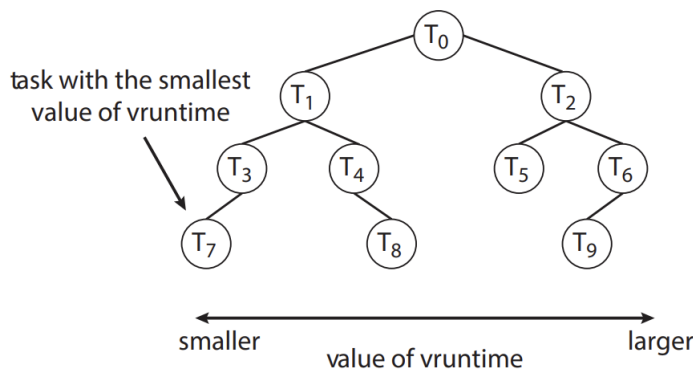 T0
task with the smallest
value of vruntime
T1
T2
T3
T4
T5
T6
T7
T8
T9
smaller
larger
value of vruntime